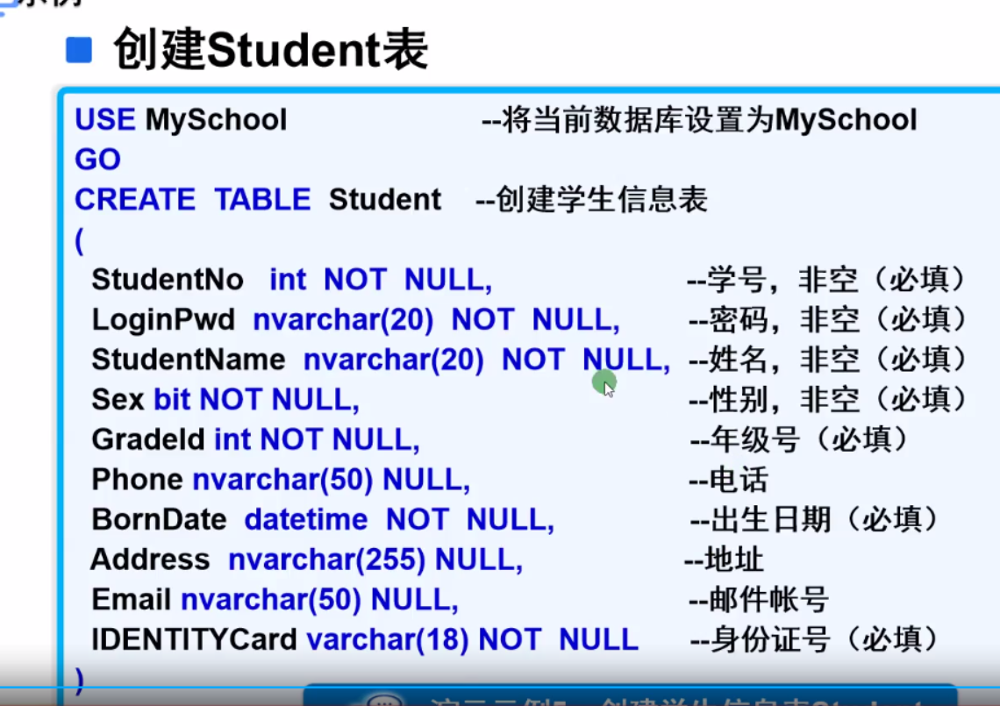 示例
创建Student表
USE MySchool --将当前数据库设置为MySchool
GO
CREATE TABLE Student --创建学生信息表
(
StudentNo int NOT NULL, --学号，非空（必填）
LoginPwd nvarchar(20) NOT NULL, --密码，非空（必填）
StudentName nvarchar(20) NOT NULL, --姓名，非空（必填）
Sex bit NOT NULL, --性别，非空（必填）
GradeId int NOT NULL, --年级号（必填）
Phone nvarchar(50) NULL, --电话
BornDate datetime NOT NULL, --出生日期（必填）
Address nvarchar(255) NULL, --地址
Email nvarchar(50) NULL, --邮件帐号
IDENTITYCard varchar(18) NOT NULL --身份证号（必填）
)